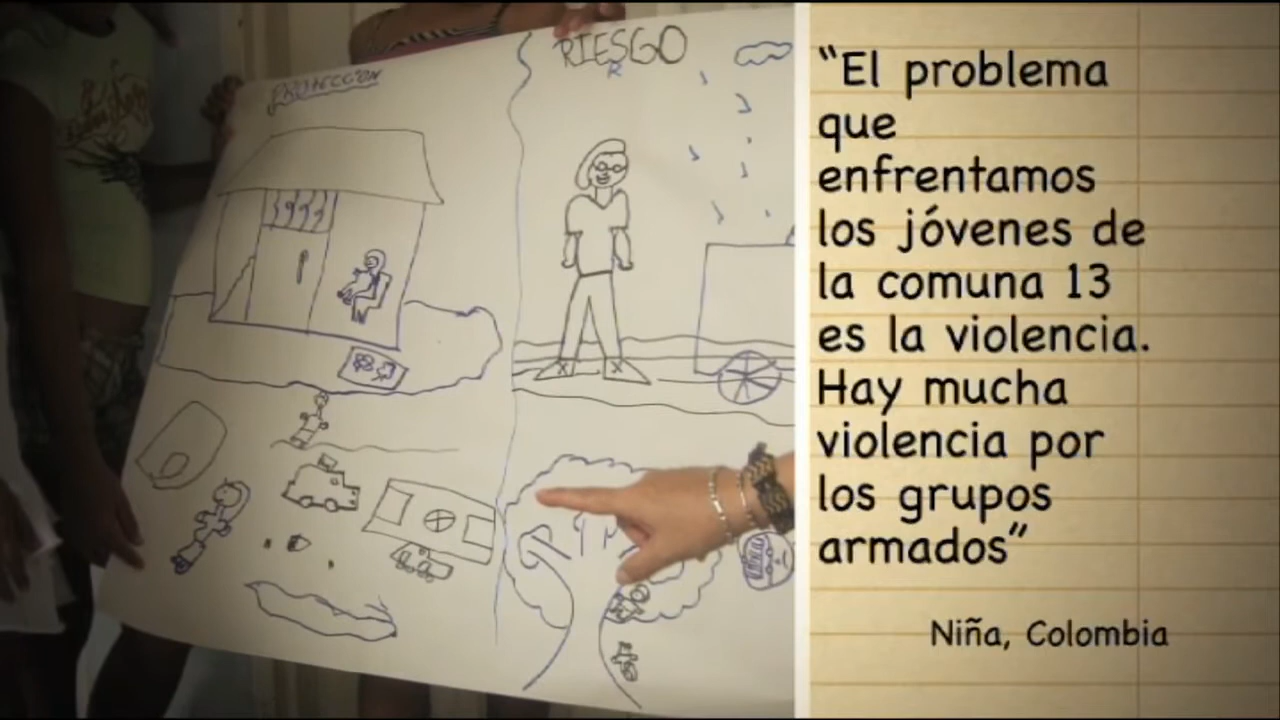 PROTECCIÓN
RIESGO
R
“El problema
que
enfrentamos
los jóvenes de
la comuna 13
es la violencia.
Hay mucha
violencia por
los grupos
armados”
Niña, Colombia